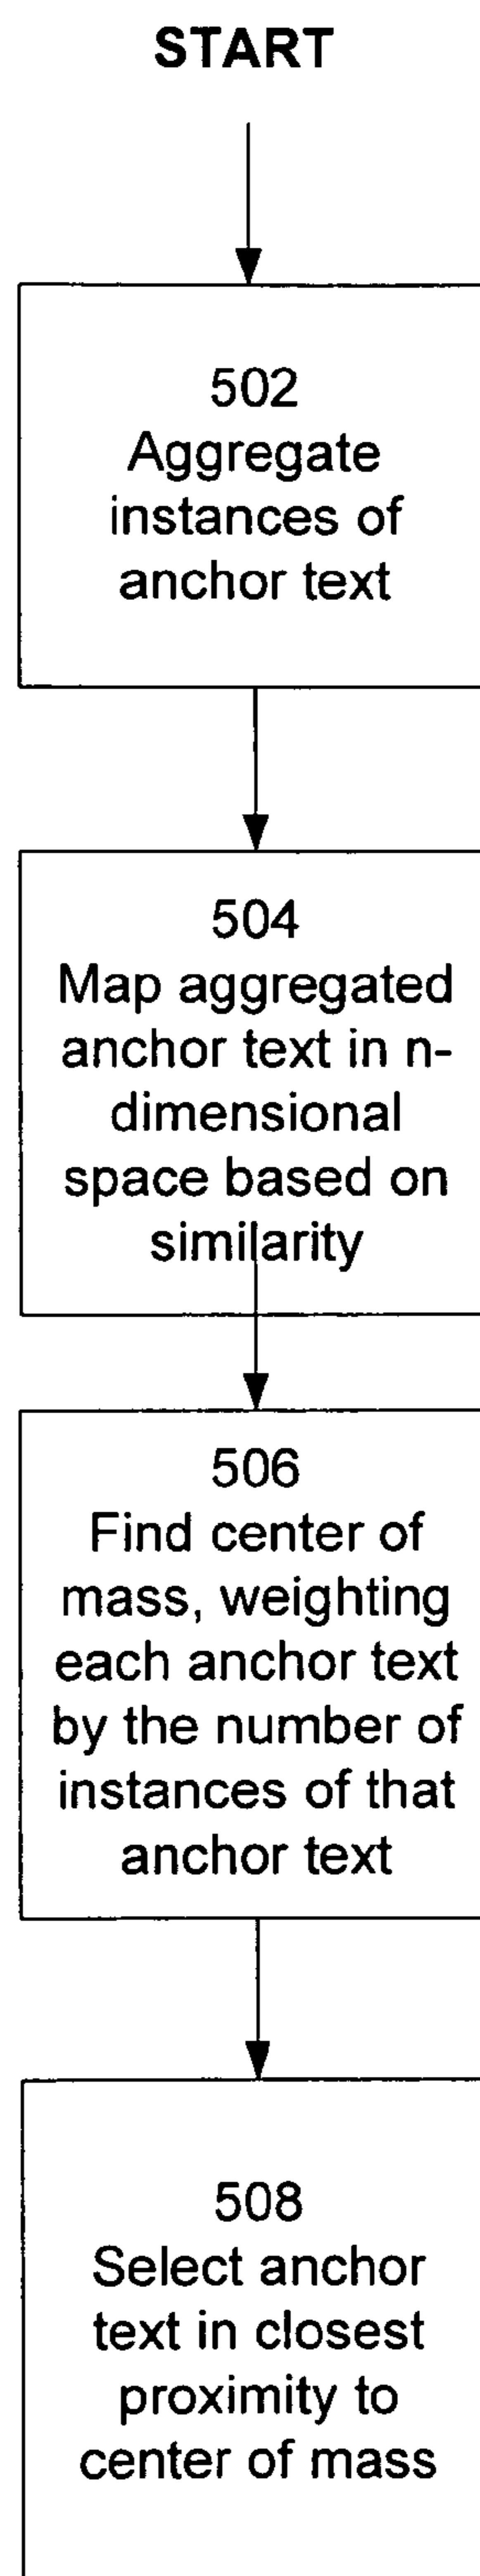 START
502
Aggregate
instances of
anchor text
504
Map aggregated
anchor text in n-
dimensional
space based on
similarity
506
Find center of
mass, weighting
each anchor text
by the number of
instances of that
anchor text
508
Select anchor
text in closest
proximity to
center of mass